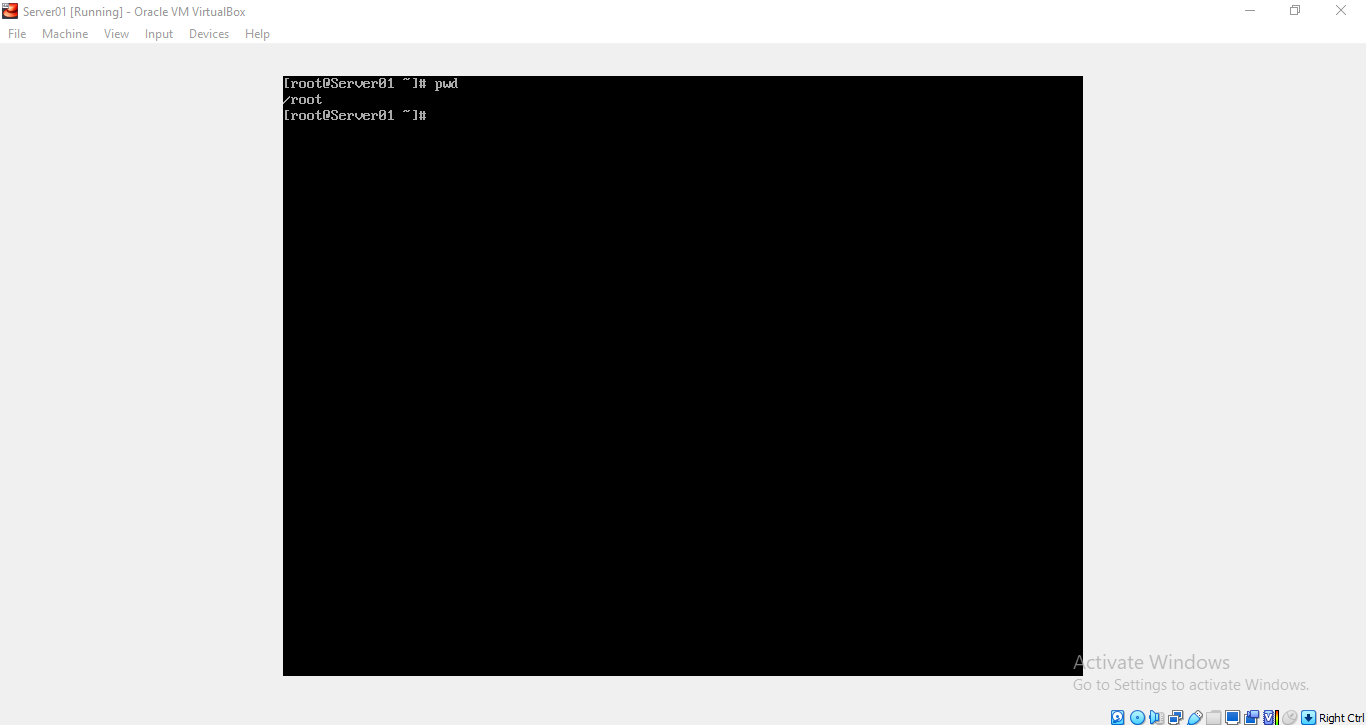 Server01 [Running] - Oracle VM VirtualBox
File Machine View Input Devices Help
[root@Server01 ~]# pwd
/root
[root@Server01 ~]#
Activate Windows
Go to Settings to activate Windows.
Right Ctrl